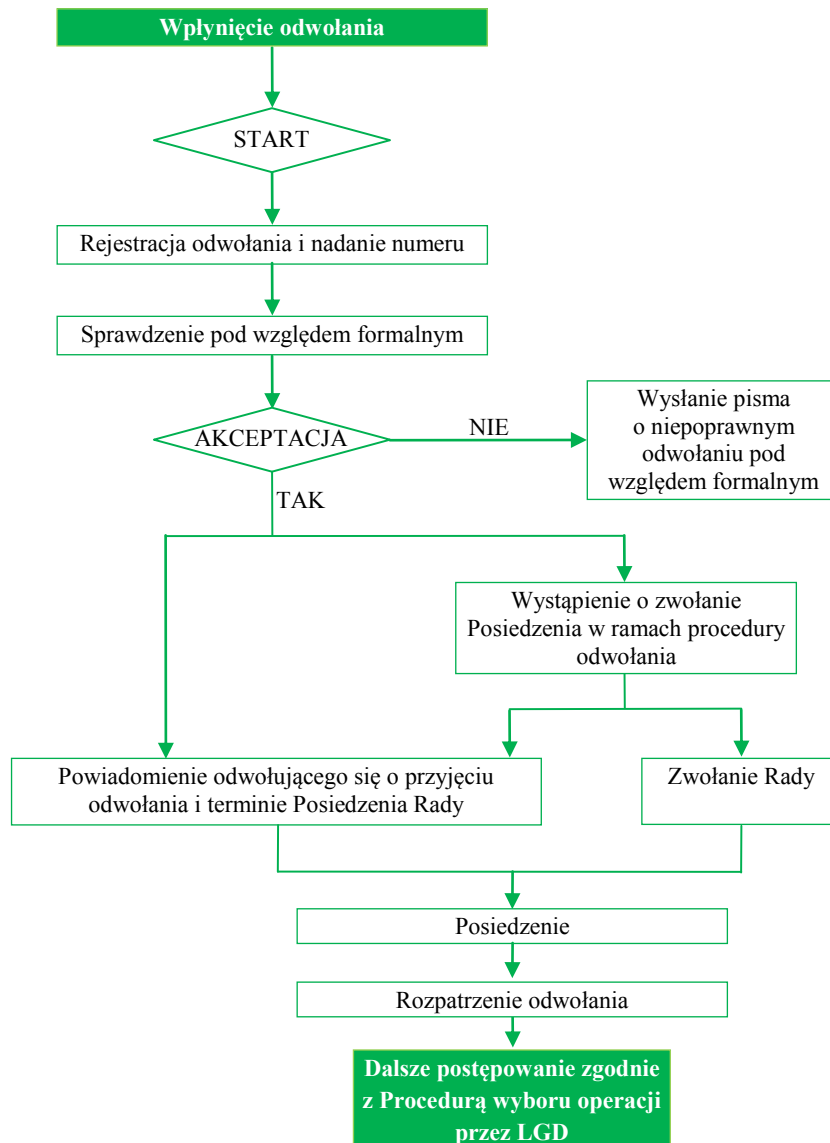 Wpłynięcie odwołania
START
Rejestracja odwołania i nadanie numeru
Sprawdzenie pod względem formalnym
AKCEPTACJA
NIE
Wysłanie pisma
o niepoprawnym
odwołaniu pod
względem formalnym
TAK
Wystąpienie o zwołanie
Posiedzenia w ramach procedury
odwołania
Powiadomienie odwołującego się o przyjęciu
odwołania i terminie Posiedzenia Rady
Zwołanie Rady
Posiedzenie
Rozpatrzenie odwołania
Dalsze postępowanie zgodnie
z Procedurą wyboru operacji
przez LGD